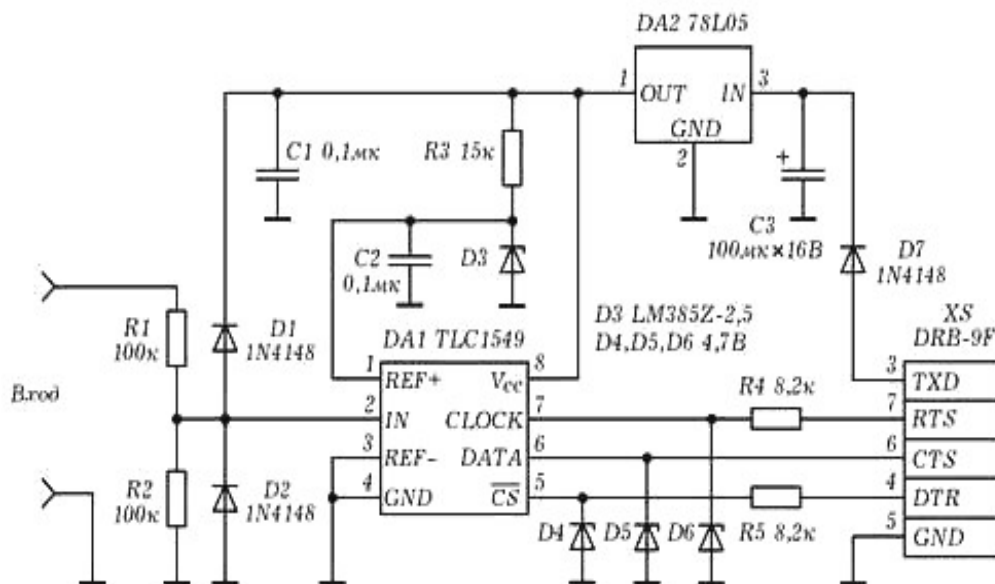 DA2 78L05
1
OUT
IN
3
GND
2
C1 0,1мк
R3 15к
+
C3
100мк×16В
D7
1N4148
C2
0,1мк
D3
D3 LM385Z-2,5
D4,D5,D6 4,7В
XS
DRB-9F
R1
100к
D1
1N4148
DA1 TLC1549
Вход
1
REF+
Vcc
8
2
IN
CLOCK
7
3
REF-
DATA
6
4
GND
CS
5
R4 8,2к
3
TXD
7
RTS
6
CTS
4
DTR
5
GND
R2
100к
D2
1N4148
D4
D5
D6
R5 8,2к